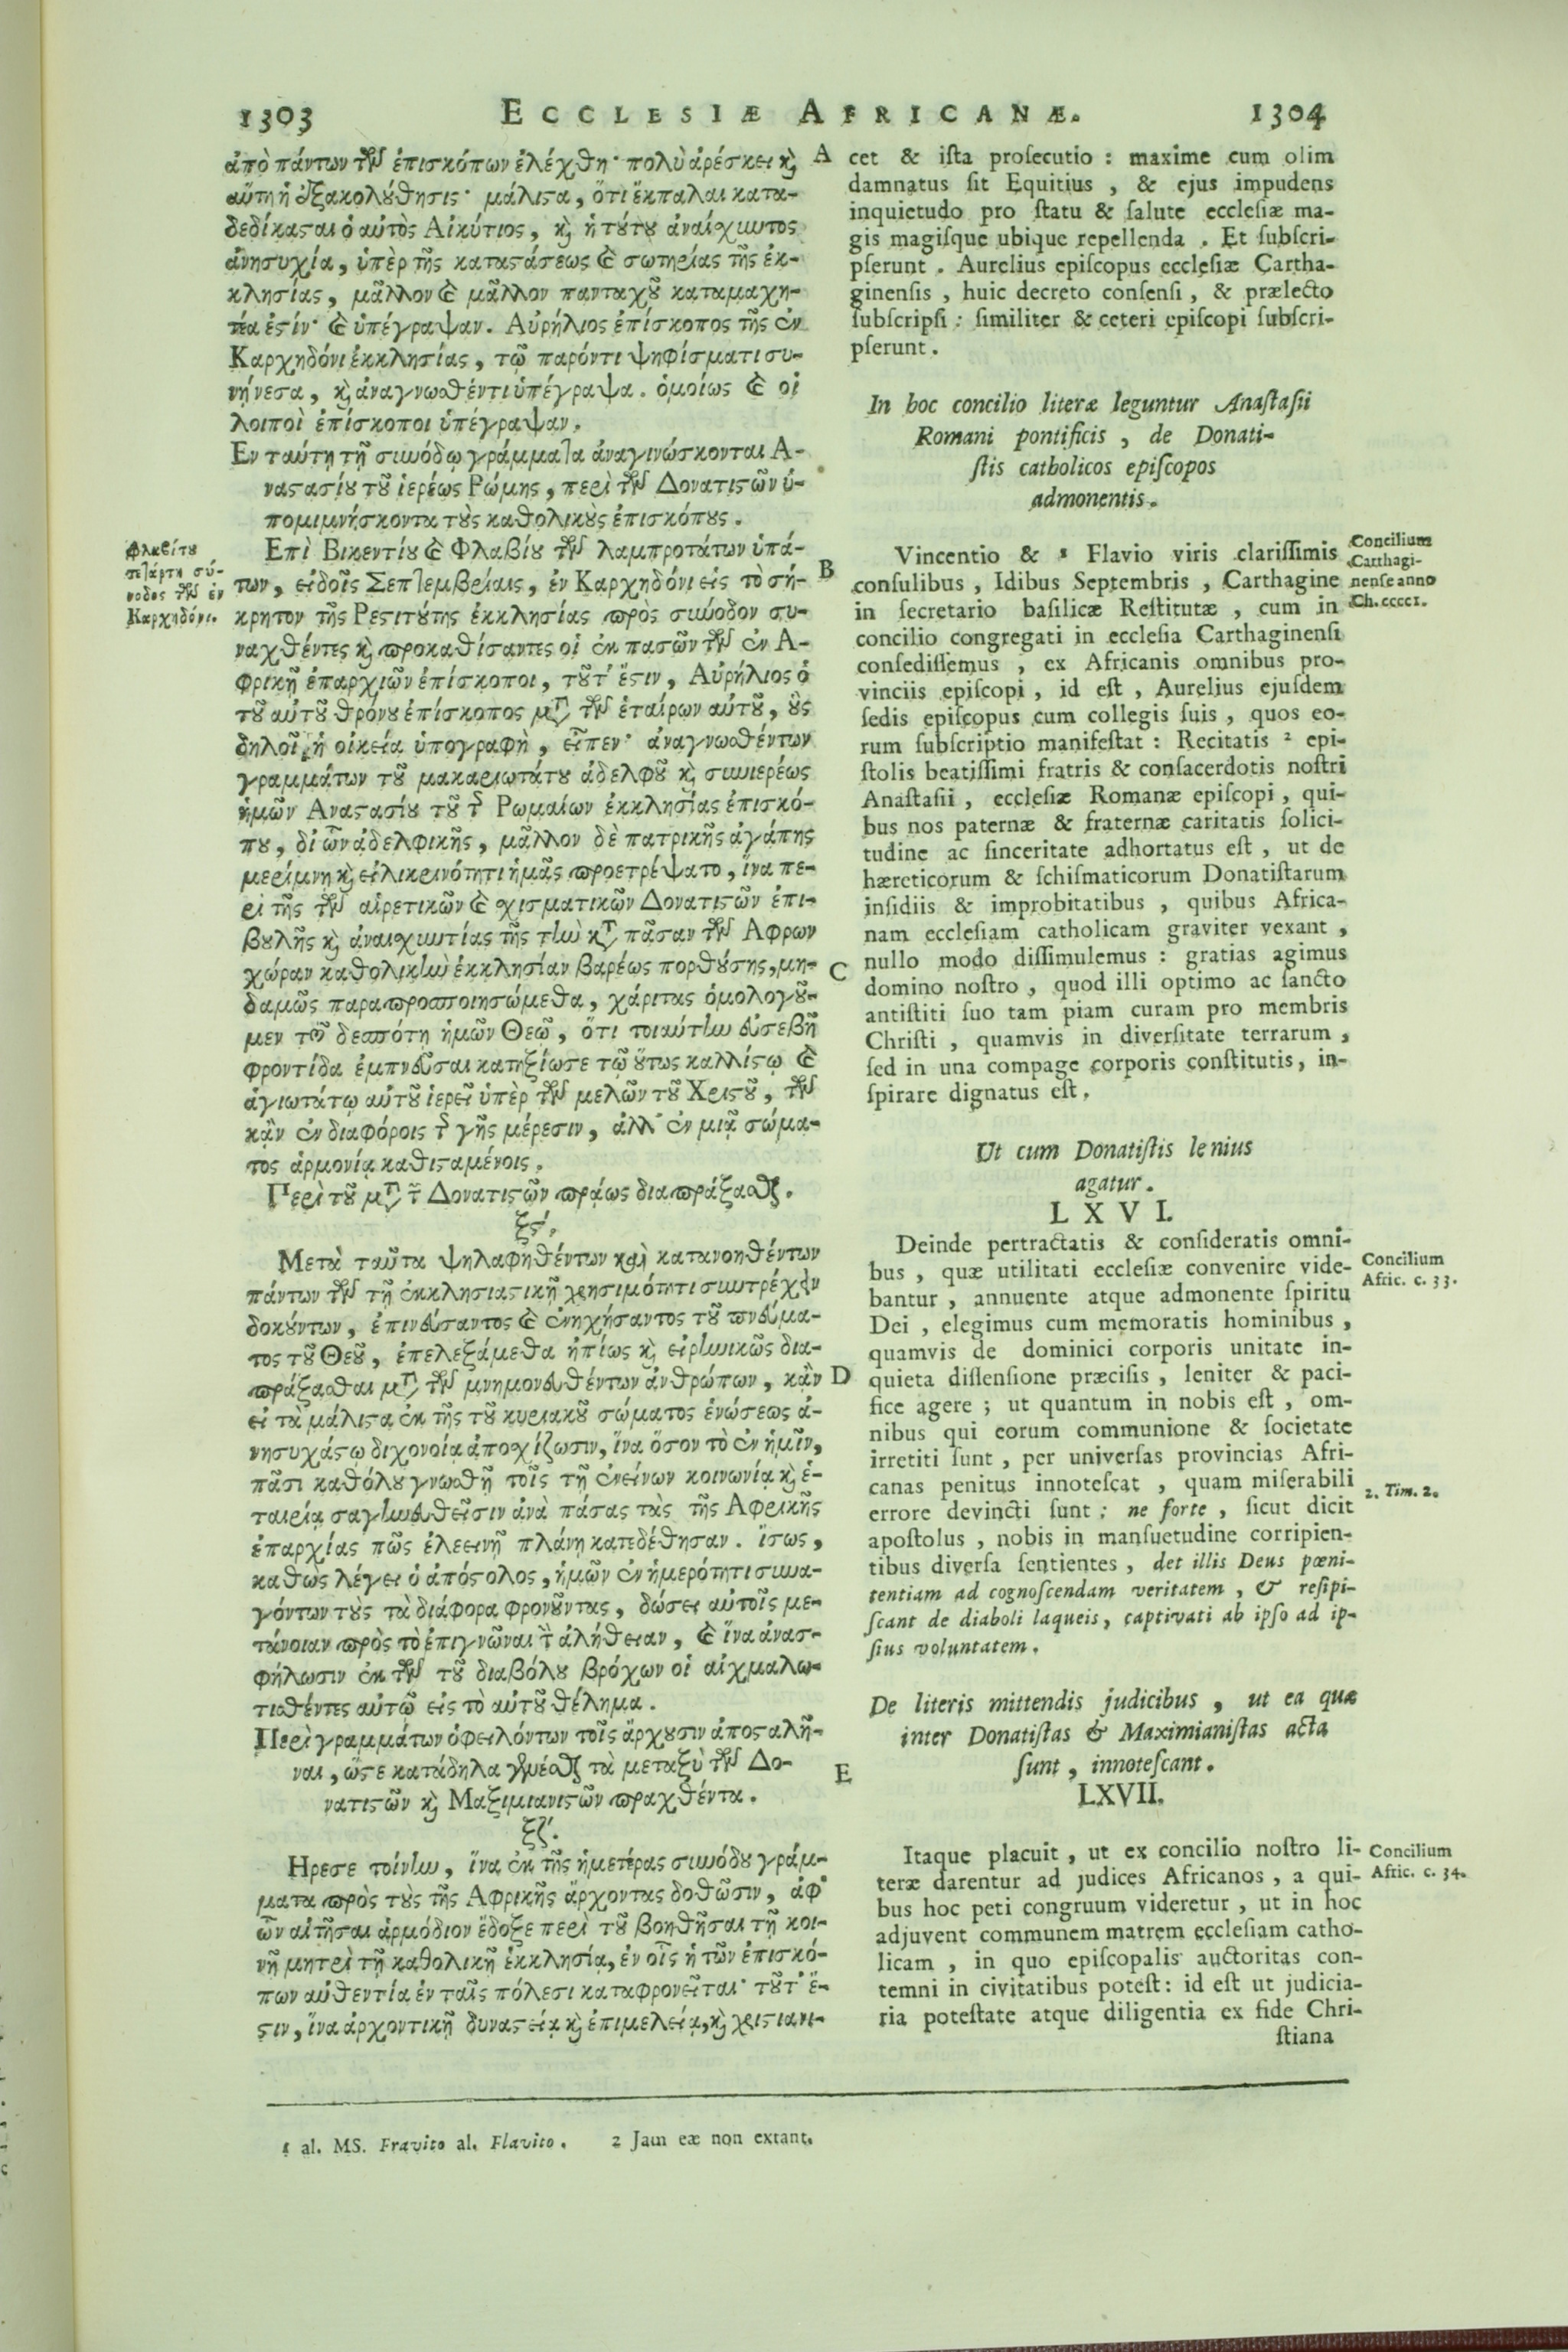 1303 ECCLESIÆ AFRICANÆ. 1304
ἀπὸ πάντων τῶν ἐπισκόπων ἐλέχθη· πολὺ ἀρέσκει καὶ
αὕτη ἡ ἐξακολούθησις· μάλιστα, ὅτι ἔκπαλαι κατα-
δεδίκασται ὁ αὐτὸς Αἰκύτιος, καὶ ἡ τούτου ἀναίσχυντος
ἀνησυχία, ὑπὲρ τῆς καταστάσεως καὶ σωτηρίας τῆς ἐκ-
κλησίας, μᾶλλον καὶ μᾶλλον πανταχοῦ καταμαχη-
τέα ἐστίν· καὶ ὑπέγραψαν. Αὐρήλιος ἐπίσκοπος τῆς ἐν
Καρχηδόνι ἐκκλησίας, τῷ παρόντι ψηφίσματι συ-
νήνεσα, καὶ ἀναγνωσθέντι ὑπέγραψα. ὁμοίως καὶ οἱ
λοιποὶ ἐπίσκοποι ὑπέγραψαν.
Εν ταύτῃ τῇ συνόδῳ γράμματα ἀναγινώσκονται Α-
ναστασίου τοῦ ἱερέως Ρώμης, περὶ τῶν Δονατιστῶν ὑ-
πομιμνήσκοντα τοὺς καθολικοὺς ἐπισκόπους.
Φλαβίτου
τετάρτη σύ-
νοδος τῶν ἐν
Καρχηδόνι.
Επὶ Βικεντίου καὶ Φλαβίου τῶν λαμπροτάτων ὑπά-
των, εἰδοῖς Σεπτεμβρίαις, ἐν Καρχηδόνι εἰς τὸ σή-
κρητον τῆς Ρεστιτούτης ἐκκλησίας πρὸς σύνοδον συ-
ναχθέντες καὶ προκαθίσαντες οἱ ἐκ πασῶν τῶν ἐν Α-
φρικῇ ἐπαρχιῶν ἐπίσκοποι, τοῦτ' ἔστιν, Αὐρήλιος ὁ
τοῦ αὐτοῦ θρόνου ἐπίσκοπος μετὰ τῶν ἑταίρων αὐτοῦ, οὓς
δηλοῖ ἡ οἰκεία ὑπογραφὴ, εἶπεν· ἀναγνωσθέντων
γραμμάτων τοῦ μακαριωτάτου ἀδελφοῦ καὶ συνιερέως
ἡμῶν Αναστασίου τοῦ τῆς Ρωμαίων ἐκκλησίας ἐπισκό-
που, δι' ὧν ἀδελφικῆς, μᾶλλον δὲ πατρικῆς ἀγάπης
μερίμνῃ καὶ εἰλικρινότητι ἡμᾶς προετρέψατο, ἵνα πε-
ρὶ τῆς τῶν αἱρετικῶν καὶ σχισματικῶν Δονατιστῶν ἐπι-
βουλῆς καὶ ἀναισχυντίας τῆς τὴν κατὰ πᾶσαν τῶν Αφρων
χώραν καθολικὴν ἐκκλησίαν βαρέως πορθούσης, μη-
δαμῶς παραπροσποιησώμεθα, χάριτας ὁμολογοῦ-
μεν τῷ δεσπότῃ ἡμῶν Θεῷ, ὅτι τοιαύτην εὐσεβῆ
φροντίδα ἐμπνεῦσαι κατηξίωσε τῷ οὕτως καλλίστῳ καὶ
ἁγιωτάτῳ αὐτοῦ ἱερεῖ ὑπὲρ τῶν μελῶν τοῦ Χριστοῦ, τῶν
κἂν ἐν διαφόροις τῆς γῆς μέρεσιν, ἀλλ' ἐν μιᾷ σώμα-
τος ἁρμονίᾳ καθισταμένοις.
Περὶ τοῦ μετὰ τῶν Δονατιστῶν πράως διαπράξασθαι.
ξς'.
Μετὰ ταῦτα ψηλαφηθέντων καὶ κατανοηθέντων
πάντων τῶν τῇ ἐκκλησιαστικῇ χρησιμότητι συντρέχειν
δοκούντων, ἐπινεύσαντος καὶ ἐνηχήσαντος τοῦ πνεύμα-
τος τοῦ Θεοῦ, ἐπελεξάμεθα ἠπίως καὶ εἰρηνικῶς δια-
πράξασθαι μετὰ τῶν μνημονευθέντων ἀνθρώπων, κἂν
εἰ τὰ μάλιστα ἐκ τῆς τοῦ κυριακοῦ σώματος ἑνώσεως ἀ-
νησυχάστῳ διχονοίᾳ ἀποσχίζωσιν, ἵνα ὅσον τὸ ἐν ἡμῖν,
πᾶσι καθόλου γνωσθῇ τοῖς τῇ ἐκείνων κοινωνίᾳ καὶ ἑ-
ταιρίᾳ σαγηνευθεῖσιν ἀνὰ πάσας τὰς τῆς Αφρικῆς
ἐπαρχίας πῶς ἐλεεινῇ πλάνῃ κατεδέθησαν. ἴσως,
καθὼς λέγει ὁ ἀπόστολος, ἡμῶν ἐν ἡμερότητι συνα-
γόντων τοὺς τὰ διάφορα φρονοῦντας, δώσει αὐτοῖς με-
τάνοιαν πρὸς τὸ ἐπιγνῶναι τὴν ἀλήθειαν, καὶ ἵνα ἀνασ-
φήλωσιν ἐκ τῶν τοῦ διαβόλου βρόχων οἱ αἰχμαλω-
τισθέντες αὐτῷ εἰς τὸ αὐτοῦ θέλημα.
Περὶ γραμμάτων ὀφειλόντων τοῖς ἄρχουσιν ἀποσταλῆ-
ναι, ὥστε κατάδηλα γενέσθαι τὰ μεταξὺ τῶν Δο-
νατιστῶν καὶ Μαξιμιανιστῶν πραχθέντα.
ξζ'.
Ηρεσε τοίνυν, ἵνα ἐκ τῆς ἡμετέρας συνόδου γράμ-
ματα πρὸς τοὺς τῆς Αφρικῆς ἄρχοντας δοθῶσιν, ἀφ'
ὧν αἰτῆσαι ἁρμόδιον ἔδοξε περὶ τοῦ βοηθῆσαι τῇ κοι-
νῇ μητρὶ τῇ καθολικῇ ἐκκλησίᾳ, ἐν οἷς ἡ τῶν ἐπισκό-
πων αὐθεντία ἐν ταῖς πόλεσι καταφρονεῖται· τοῦτ' ἔ-
στιν, ἵνα ἀρχοντικῇ δυναστείᾳ καὶ ἐπιμελείᾳ, καὶ χριστιανι-
A
B
C
D
E
cet & ista prosecutio : maxime cum olim
damnatus sit Equitius , & ejus impudens
inquietudo pro statu & salute ecclesiæ ma-
gis magisque ubique repellenda . Et subscri-
pserunt . Aurelius episcopus ecclesiæ Cartha-
ginensis , huic decreto consensi , & prælecto
subscripsi : similiter & ceteri episcopi subscri-
pserunt .
In hoc concilio literæ leguntur Anastasii
Romani pontificis , de Donati-
stis catholicos episcopos
admonentis .
Vincentio & 1 Flavio viris clarissimis
consulibus , Idibus Septembris , Carthagine
in secretario basilicæ Restitutæ , cum in
concilio congregati in ecclesia Carthaginensi
consedissemus , ex Africanis omnibus pro-
vinciis episcopi , id est , Aurelius ejusdem
sedis episcopus cum collegis suis , quos eo-
rum subscriptio manifestat : Recitatis 2 epi-
stolis beatissimi fratris & consacerdotis nostri
Anastasii , ecclesiæ Romanæ episcopi , qui-
bus nos paternæ & fraternæ caritatis solici-
tudine ac sinceritate adhortatus est , ut de
hæreticorum & schismaticorum Donatistarum
insidiis & improbitatibus , quibus Africa-
nam ecclesiam catholicam graviter vexant ,
nullo modo dissimulemus : gratias agimus
domino nostro , quod illi optimo ac sancto
antistiti suo tam piam curam pro membris
Christi , quamvis in diversitate terrarum ,
sed in una compage corporis constitutis, in-
spirare dignatus est .
Concilium
Carthagi-
nense anno
Ch. ccccI.
Ut cum Donatistis lenius
agatur .
LXVI.
Deinde pertractatis & consideratis omni-
bus , quæ utilitati ecclesiæ convenire vide-
bantur , annuente atque admonente spiritu
Dei , elegimus cum memoratis hominibus ,
quamvis de dominici corporis unitate in-
quieta dissensione præcisis , leniter & paci-
fice agere ; ut quantum in nobis est , om-
nibus qui eorum communione & societate
irretiti sunt , per universas provincias Afri-
canas penitus innotescat , quam miserabili
errore devincti sunt ; ne forte , sicut dicit
apostolus , nobis in mansuetudine corripien-
tibus diversa sentientes , det illis Deus pœni-
tentiam ad cognoscendam veritatem , & resipi-
scant de diaboli laqueis, captivati ab ipso ad ip-
sius voluntatem .
Concilium
Afric. c. 33.
2. Tim. 2.
De literis mittendis judicibus , ut ea quæ
inter Donatistas & Maximianistas acta
sunt , innotescant .
LXVII.
Itaque placuit , ut ex concilio nostro li-
teræ darentur ad judices Africanos , a qui-
bus hoc peti congruum videretur , ut in hoc
adjuvent communem matrem ecclesiam catho-
licam , in quo episcopalis auctoritas con-
temni in civitatibus potest : id est ut judicia-
ria potestate atque diligentia ex fide Chri-
stiana
Concilium
Afric. c. 34.
1 al. MS. Fravito al. Flavito . 2 Jam eæ non extant.